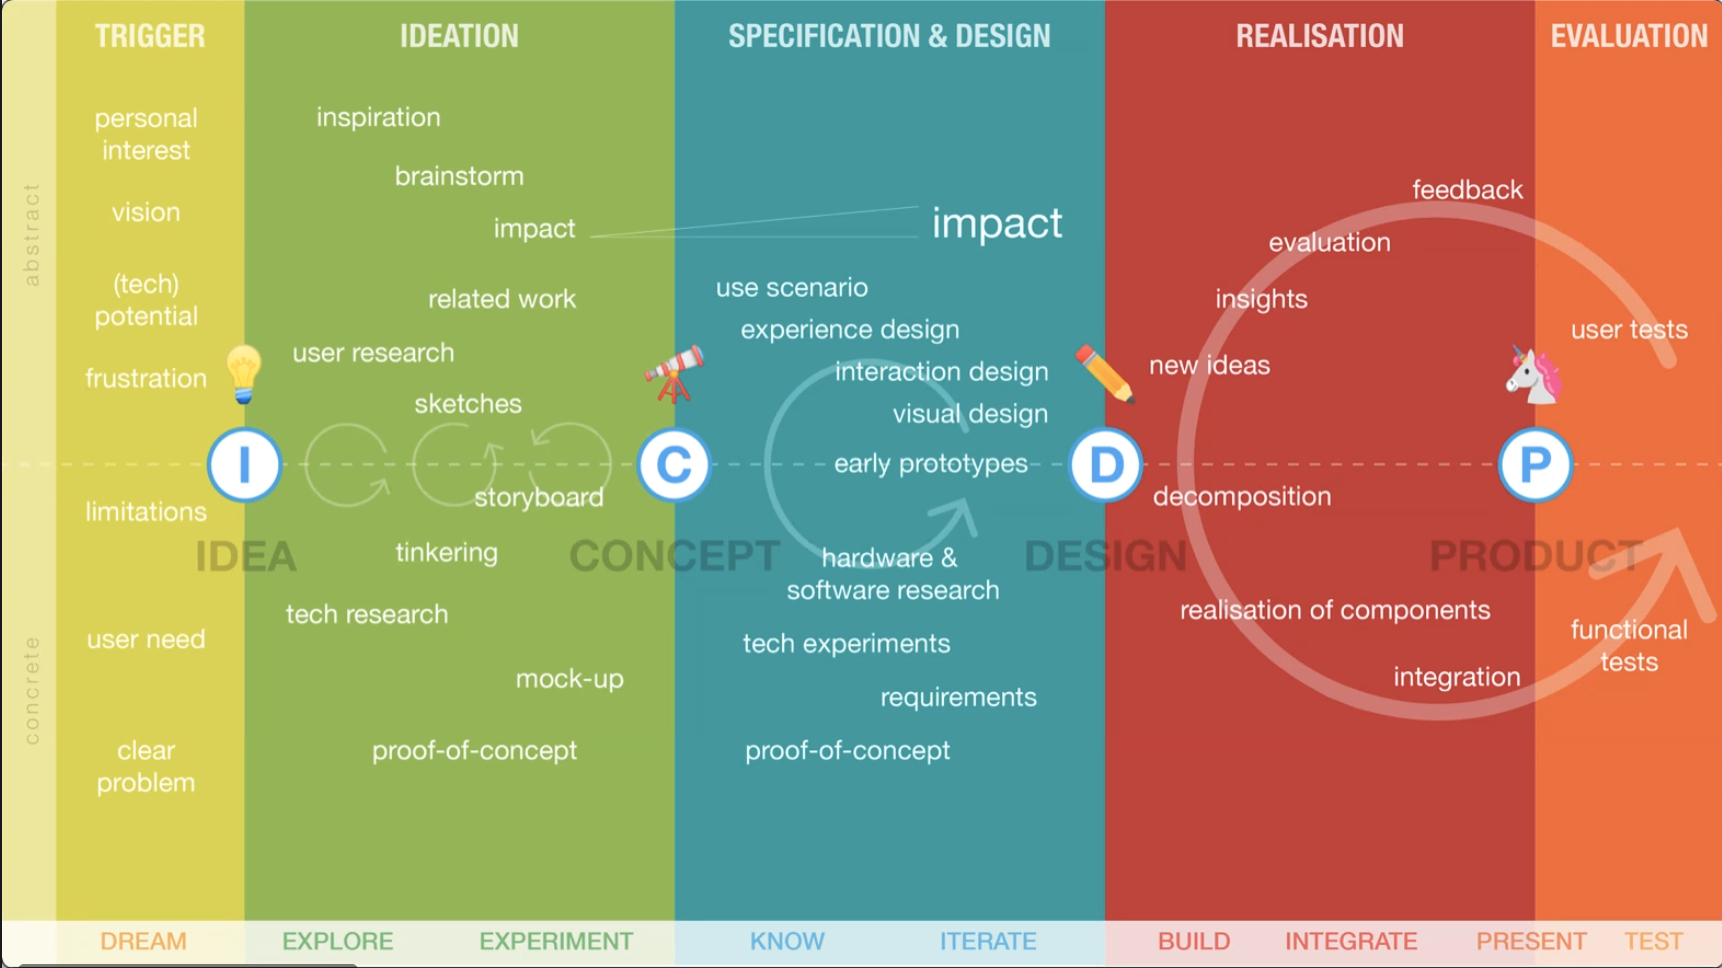 TRIGGER
IDEATION
SPECIFICATION & DESIGN
REALISATION
EVALUATION
abstract
concrete
personal
interest
vision
(tech)
potential
frustration
limitations
user need
clear
problem
inspiration
brainstorm
impact
related work
user research
sketches
storyboard
tinkering
tech research
mock-up
proof-of-concept
impact
use scenario
experience design
interaction design
visual design
early prototypes
hardware &
software research
tech experiments
requirements
proof-of-concept
feedback
evaluation
insights
new ideas
decomposition
realisation of components
integration
user tests
functional
tests
I
C
D
P
IDEA
CONCEPT
DESIGN
PRODUCT
DREAM
EXPLORE
EXPERIMENT
KNOW
ITERATE
BUILD
INTEGRATE
PRESENT
TEST